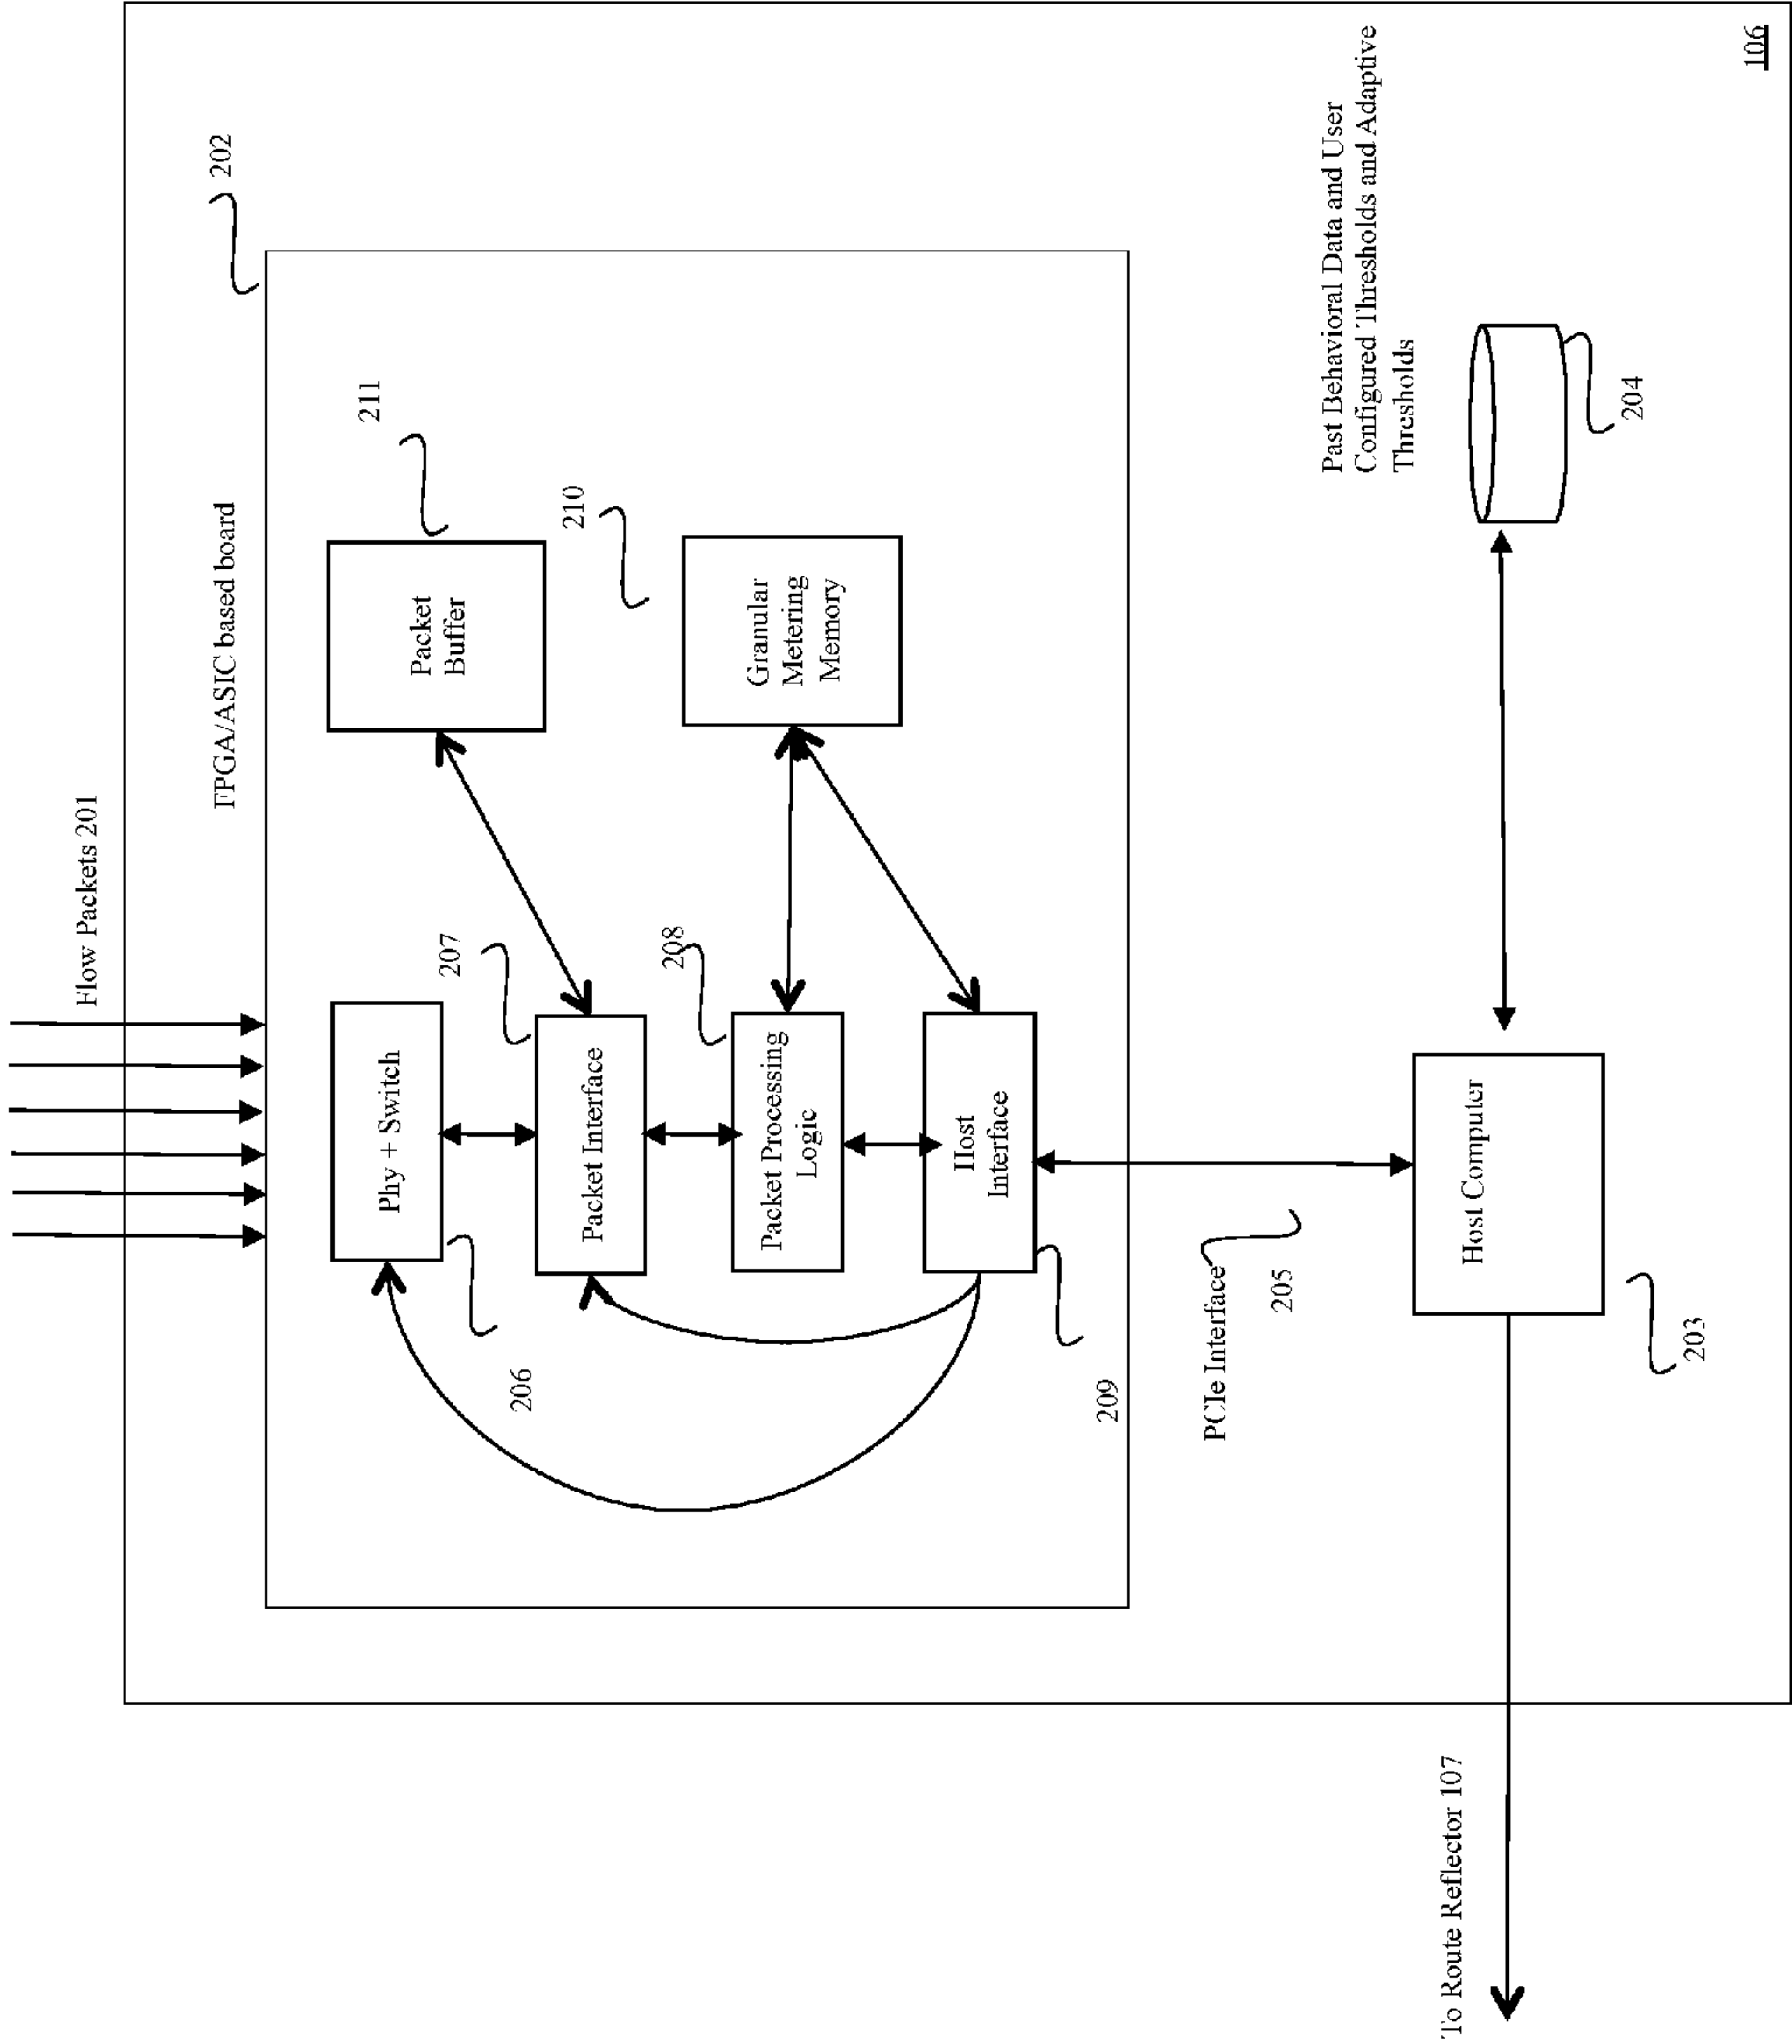 Flow Packets 201
FPGA/ASIC based board
202
Phy + Switch
206
207
Packet Interface
Packet
Buffer
211
208
Packet Processing
Logic
Granular
Metering
Memory
210
Host
Interface
209
PCIe Interface
205
Host Computer
203
Past Behavioral Data and User
Configured Thresholds and Adaptive
Thresholds
204
To Route Reflector 107
106